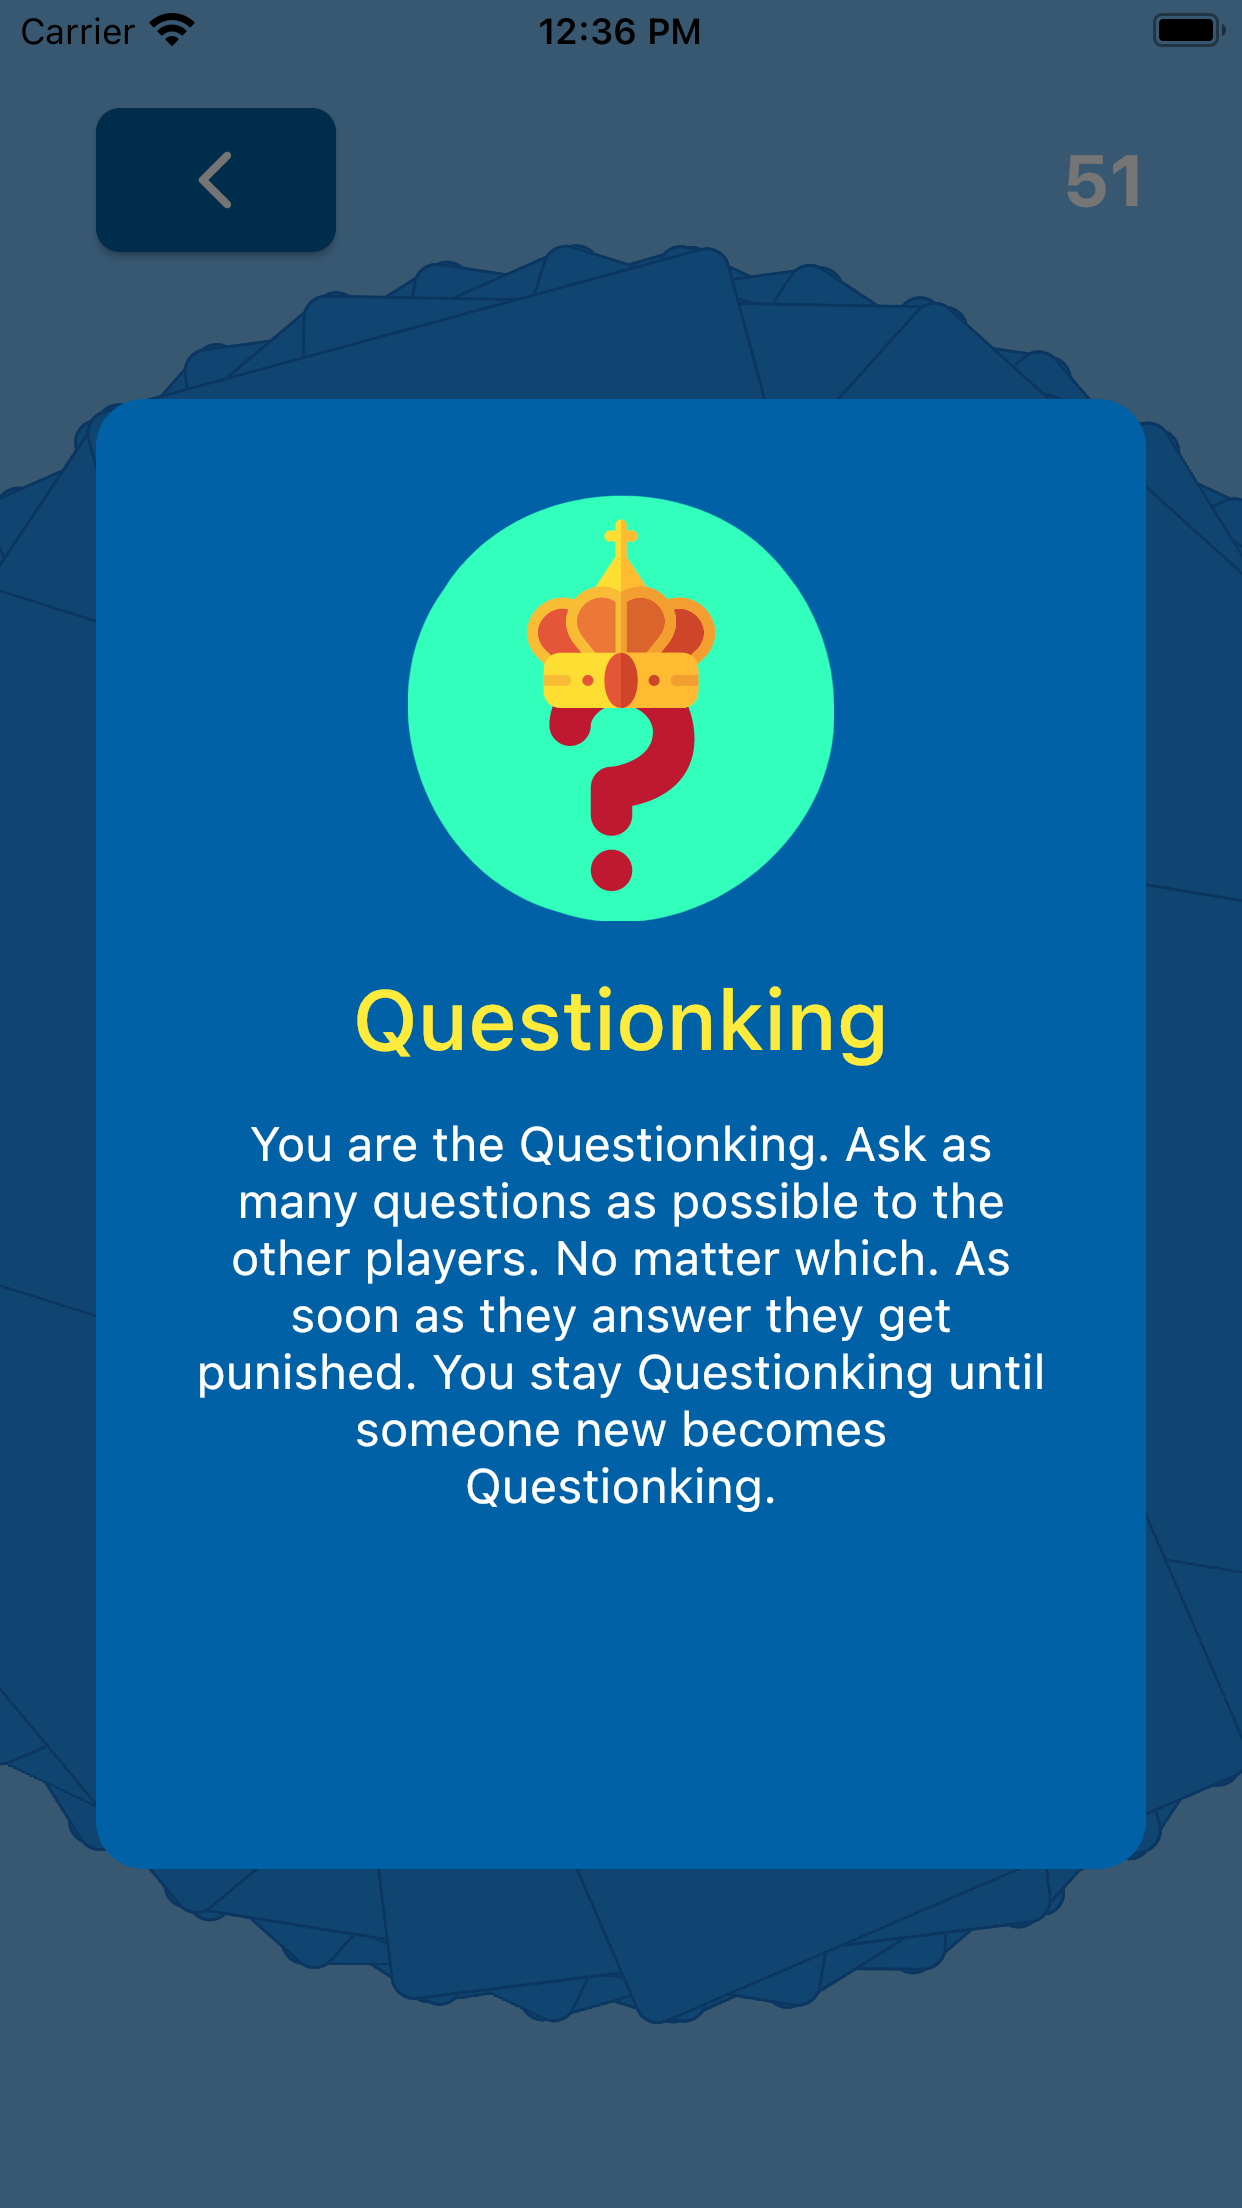 Carrier 12:36 PM
51
Questionking
You are the Questionking. Ask as
many questions as possible to the
other players. No matter which. As
soon as they answer they get
punished. You stay Questionking until
someone new becomes
Questionking.